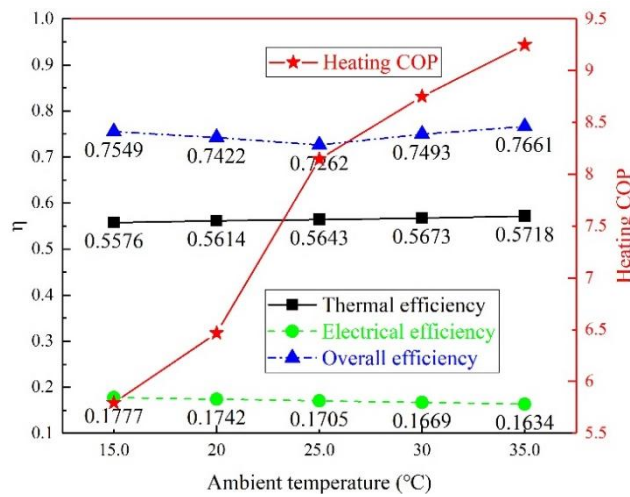 1.0
0.9
0.8
0.7
0.6
0.5
0.4
0.3
0.2
0.1
η
Heating COP
0.7549 0.7422 0.7262 0.7493 0.7661
0.5576 0.5614 0.5643 0.5673 0.5718
Thermal efficiency
Electrical efficiency
Overall efficiency
0.1777 0.1742 0.1705 0.1669 0.1634
15.0 20 25.0 30 35.0
Ambient temperature (℃)
9.5
9
8.5
8
7.5
7
6.5
6
5.5
Heating COP